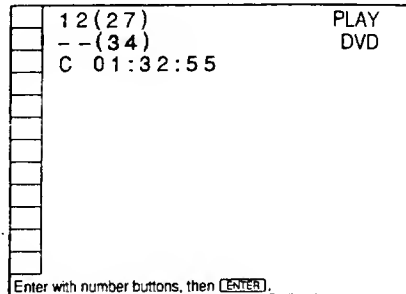 12(27) PLAY
--(34) DVD
C 01:32:55
Enter with number buttons, then ENTER.